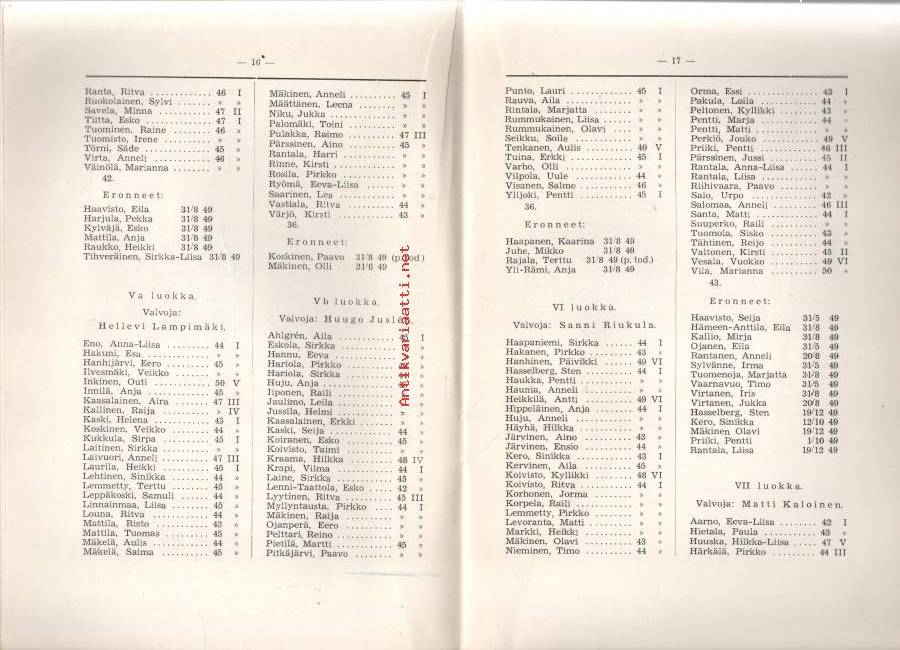 — 16 —
Ranta, Ritva ............ 46 I
Ruokolainen, Sylvi ....... » »
Savela, Minna ........... 47 II
Tiitta, Esko ............. 47 I
Tuominen, Raine ........ 46 »
Tuomisto, Irene .......... » »
Törni, Säde .............. 45 »
Virta, Anneli ............ 46 »
Väinölä, Marianna ....... » »
42.
Eronneet:
Haavisto, Eila 31/8 49
Harjula, Pekka 31/8 49
Kylväjä, Esko 31/8 49
Mattila, Anja 31/8 49
Raukko, Heikki 31/8 49
Tihveräinen, Sirkka-Liisa 31/8 49
Va luokka.
Valvoja:
Hellevi Lampimäki.
Eno, Anna-Liisa ......... 44 I
Hakuni, Esa ............. » »
Hanhijärvi, Eero ......... 45 »
Ilvesmäki, Veikko ........ » »
Inkinen, Outi ............ 50 V
Innilä, Anja .............. 45 »
Kaasalainen, Aira ....... 47 III
Kallinen, Raija ........... » IV
Kaski, Helena ............ 45 I
Koskinen, Veikko ........ 44 »
Kukkula, Sirpa .......... 45 I
Laitinen, Sirkka ......... » »
Laivuori, Anneli ......... 47 III
Laurila, Heikki .......... 45 I
Lehtinen, Sinikka ........ 44 »
Lemmetty, Terttu ........ 45 »
Leppäkoski, Samuli ...... 44 »
Linnainmaa, Liisa ........ 45 »
Louna, Ritva ............. 44 »
Mattila, Risto ............ 43 »
Mattila, Tuomas ......... 45 »
Mäkelä, Aulis ............ 44 »
Mäkelä, Saima ........... 45 »
Mäkinen, Anneli .......... 45 I
Määttänen, Leena ........ » »
Niku, Jukka .............. » »
Palomäki, Toini .......... » »
Pulakka, Raimo .......... 47 III
Pärssinen, Aino .......... 45 »
Rantala, Harri ........... » »
Rinne, Kirsti ............. » »
Rosila, Pirkko ............ » »
Ryömä, Eeva-Liisa ...... » »
Saarinen, Lea ............ » »
Vastiala, Ritva ........... 44 »
Värjö, Kirsti ............. 43 »
36.
Eronneet:
Koskinen, Paavo 31/8 49 (p. tod.)
Mäkinen, Olli 31/8 49
Vb luokka.
Valvoja: Huugo Jusl
Ahlgrén, Aila I
Eskola, Sirkka »
Hannu, Eeva »
Hariola, Pirkko »
Hariola, Sirkka »
Huju, Anja »
Iiponen, Raili »
Jaulimo, Leila »
Jussila, Helmi ............ » »
Kaasalainen, Erkki ....... » »
Kaski, Seija .............. 44 »
Koiranen, Esko ........... 45 »
Koivisto, Taimi ........... » »
Kraama, Hilkka .......... 48 IV
Krapi, Vilma ............. 44 I
Laine, Sirkka ............. 45 »
Lenni-Taattola, Esko ..... 42 »
Lyytinen, Ritva .......... 45 III
Myllyntausta, Pirkko ..... 44 I
Mäkinen, Raija ........... » »
Ojanperä, Eero ........... » »
Pelttari, Reino ............ » »
Pietilä, Martti ............ 45 »
Pitkäjärvi, Paavo ........ » »
Antikvariaatti.net
— 17 —
Punto, Lauri ............. 45 I
Rauva, Aila .............. » »
Rintala, Marjatta ........ » »
Rummukainen, Liisa ...... » »
Rummukainen, Olavi .... » »
Seikku, Soile ............. » »
Tenkanen, Aulis .......... 49 V
Tuina, Erkki ............. 45 I
Varho, Olli ............... » »
Vilpola, Uule ............. 44 »
Visanen, Salme ........... 46 »
Ylijoki, Pentti ............ 45 I
36.
Eronneet:
Haapanen, Kaarina 31/8 49
Juhe, Mikko 31/8 49
Rajala, Terttu 31/8 49 (p. tod.)
Yli-Rämi, Anja 31/8 49
VI luokka.
Valvoja: Sanni Riukula.
Haapaniemi, Sirkka ...... 44 I
Hakanen, Pirkko ......... 43 »
Hanhinen, Päivikki ...... 49 VI
Hasselberg, Sten ......... 44 I
Haukka, Pentti ........... » »
Haunia, Anneli ........... » »
Heikkilä, Antti ........... 49 VI
Hippeläinen, Anja ........ 44 I
Huju, Anneli ............. » »
Häyhä, Hilkka ........... » »
Järvinen, Aino ........... 43 »
Järvinen, Ensio .......... 44 »
Kero, Sinikka ............ 43 I
Kervinen, Aila ........... 45 »
Koivisto, Kyllikki ........ 48 VI
Koivisto, Ritva ........... 44 I
Korhonen, Jorma ......... » »
Korpela, Raili ............ » »
Lemmetty, Pirkko ........ » »
Levoranta, Matti ......... » »
Markki, Heikki ........... » »
Mäkinen, Olavi ........... 43 »
Nieminen, Timo .......... 44 »
Orma, Essi ............... 43 I
Pakula, Laila ............. 44 »
Peltonen, Kyllikki ........ 43 »
Pentti, Marja ............. 44 »
Pentti, Matti ............. » »
Perkiö, Jouko ............ 49 V
Priiki, Pentti ............. 46 III
Pärssinen, Jussi .......... 45 II
Rantala, Anna-Liisa ...... 44 I
Rantala, Liisa ............ » »
Riihivaara, Paavo ........ » »
Salo, Urpo ............... 42 »
Salomaa, Anneli .......... 46 III
Santa, Matti ............. 44 I
Suuperko, Raili .......... » »
Tuomola, Sisko ........... 43 »
Tähtinen, Reijo .......... 44 »
Valtonen, Kirsti .......... 45 II
Vesala, Vuokko ........... 49 VI
Vila, Marianna ........... 50 »
43.
Eronneet:
Haavisto, Seija 31/5 49
Hämeen-Anttila, Eila 31/8 49
Kallio, Mirja 31/8 49
Ojanen, Eila 31/5 49
Rantanen, Anneli 20/8 49
Sylvänne, Irma 31/5 49
Tuomenoja, Marjatta 31/8 49
Vaarnavuo, Timo 31/5 49
Virtanen, Iris 31/8 49
Virtanen, Jukka 20/8 49
Hasselberg, Sten 19/12 49
Kero, Sinikka 12/10 49
Mäkinen, Olavi 19/12 49
Priiki, Pentti 1/10 49
Rantala, Liisa 19/12 49
VII luokka.
Valvoja: Matti Kaloinen.
Aarno, Eeva-Liisa ........ 42 I
Hietala, Paula ............ 43 »
Huuska, Hilkka-Liisa ..... 47 V
Härkälä, Pirkko .......... 44 III